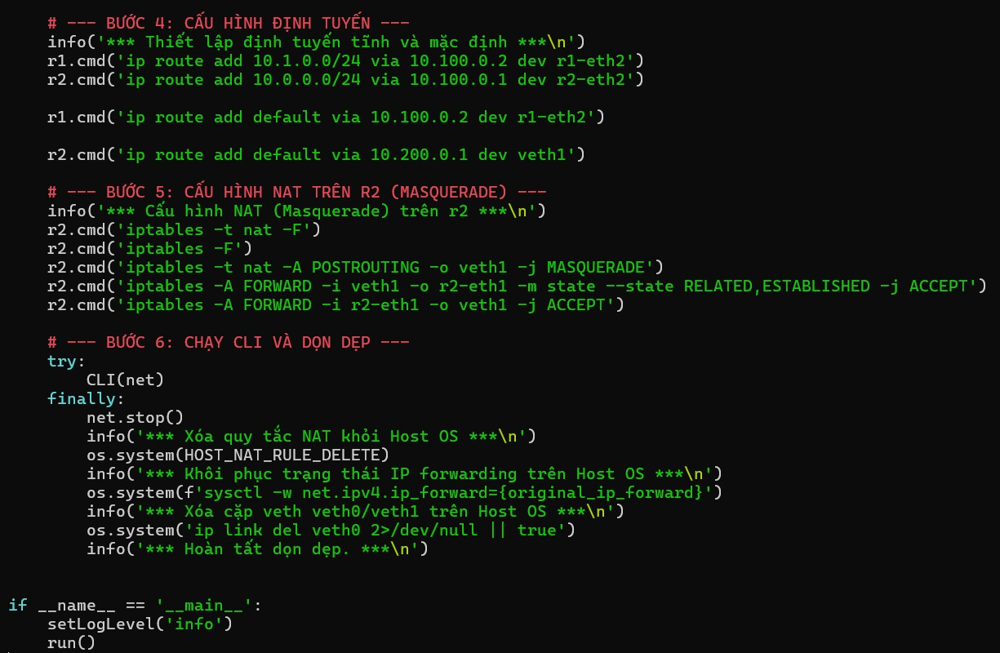 # --- BƯỚC 4: CẤU HÌNH ĐỊNH TUYẾN ---
info('*** Thiết lập định tuyến tĩnh và mặc định ***\n')
r1.cmd('ip route add 10.1.0.0/24 via 10.100.0.2 dev r1-eth2')
r2.cmd('ip route add 10.0.0.0/24 via 10.100.0.1 dev r2-eth2')
r1.cmd('ip route add default via 10.100.0.2 dev r1-eth2')
r2.cmd('ip route add default via 10.200.0.1 dev veth1')
# --- BƯỚC 5: CẤU HÌNH NAT TRÊN R2 (MASQUERADE) ---
info('*** Cấu hình NAT (Masquerade) trên r2 ***\n')
r2.cmd('iptables -t nat -F')
r2.cmd('iptables -F')
r2.cmd('iptables -t nat -A POSTROUTING -o veth1 -j MASQUERADE')
r2.cmd('iptables -A FORWARD -i veth1 -o r2-eth1 -m state --state RELATED,ESTABLISHED -j ACCEPT')
r2.cmd('iptables -A FORWARD -i r2-eth1 -o veth1 -j ACCEPT')
# --- BƯỚC 6: CHẠY CLI VÀ DỌN DẸP ---
try:
CLI(net)
finally:
net.stop()
info('*** Xóa quy tắc NAT khỏi Host OS ***\n')
os.system(HOST_NAT_RULE_DELETE)
info('*** Khôi phục trạng thái IP forwarding trên Host OS ***\n')
os.system(f'sysctl -w net.ipv4.ip_forward={original_ip_forward}')
info('*** Xóa cặp veth veth0/veth1 trên Host OS ***\n')
os.system('ip link del veth0 2>/dev/null || true')
info('*** Hoàn tất dọn dẹp. ***\n')
if __name__ == '__main__':
setLogLevel('info')
run()